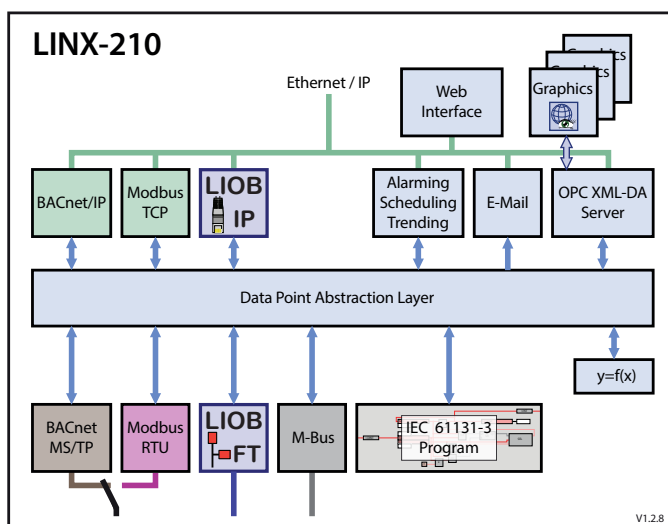 LINX-210
Ethernet / IP
Web
Interface
Graphics
Graphics
Graphics
BACnet/IP
Modbus
TCP
LIOB
IP
Alarming
Scheduling
Trending
E-Mail
OPC XML-DA
Server
Data Point Abstraction Layer
y=f(x)
BACnet
MS/TP
Modbus
RTU
LIOB
FT
M-Bus
IEC 61131-3
Program
V1.2.8